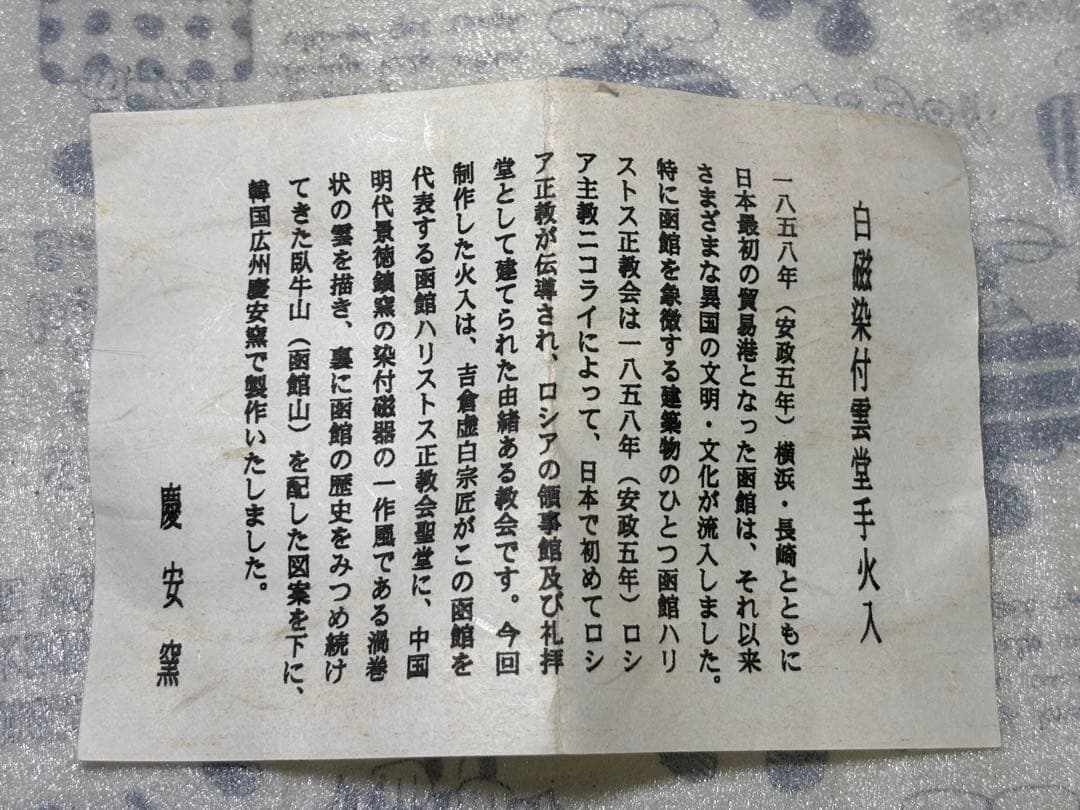 白磁染付雲堂手火入
一八五八年（安政五年）横浜・長崎とともに
日本最初の貿易港となった函館は、それ以来
さまざまな異国の文明・文化が流入しました。
特に函館を象徴する建築物のひとつ函館ハリ
ストス正教会は一八五八年（安政五年）ロシ
ア主教ニコライによって、日本で初めてロシ
ア正教が伝導され、ロシアの領事館及び礼拝
堂として建てられた由緒ある教会です。今回
制作した火入は、吉倉虚白宗匠がこの函館を
代表する函館ハリストス正教会聖堂に、中国
明代景徳鎮窯の染付磁器の一作風である渦巻
状の雲を描き、裏に函館の歴史をみつめ続け
てきた臥牛山（函館山）を配した図案を下に、
韓国広州慶安窯で製作いたしました。
慶安窯